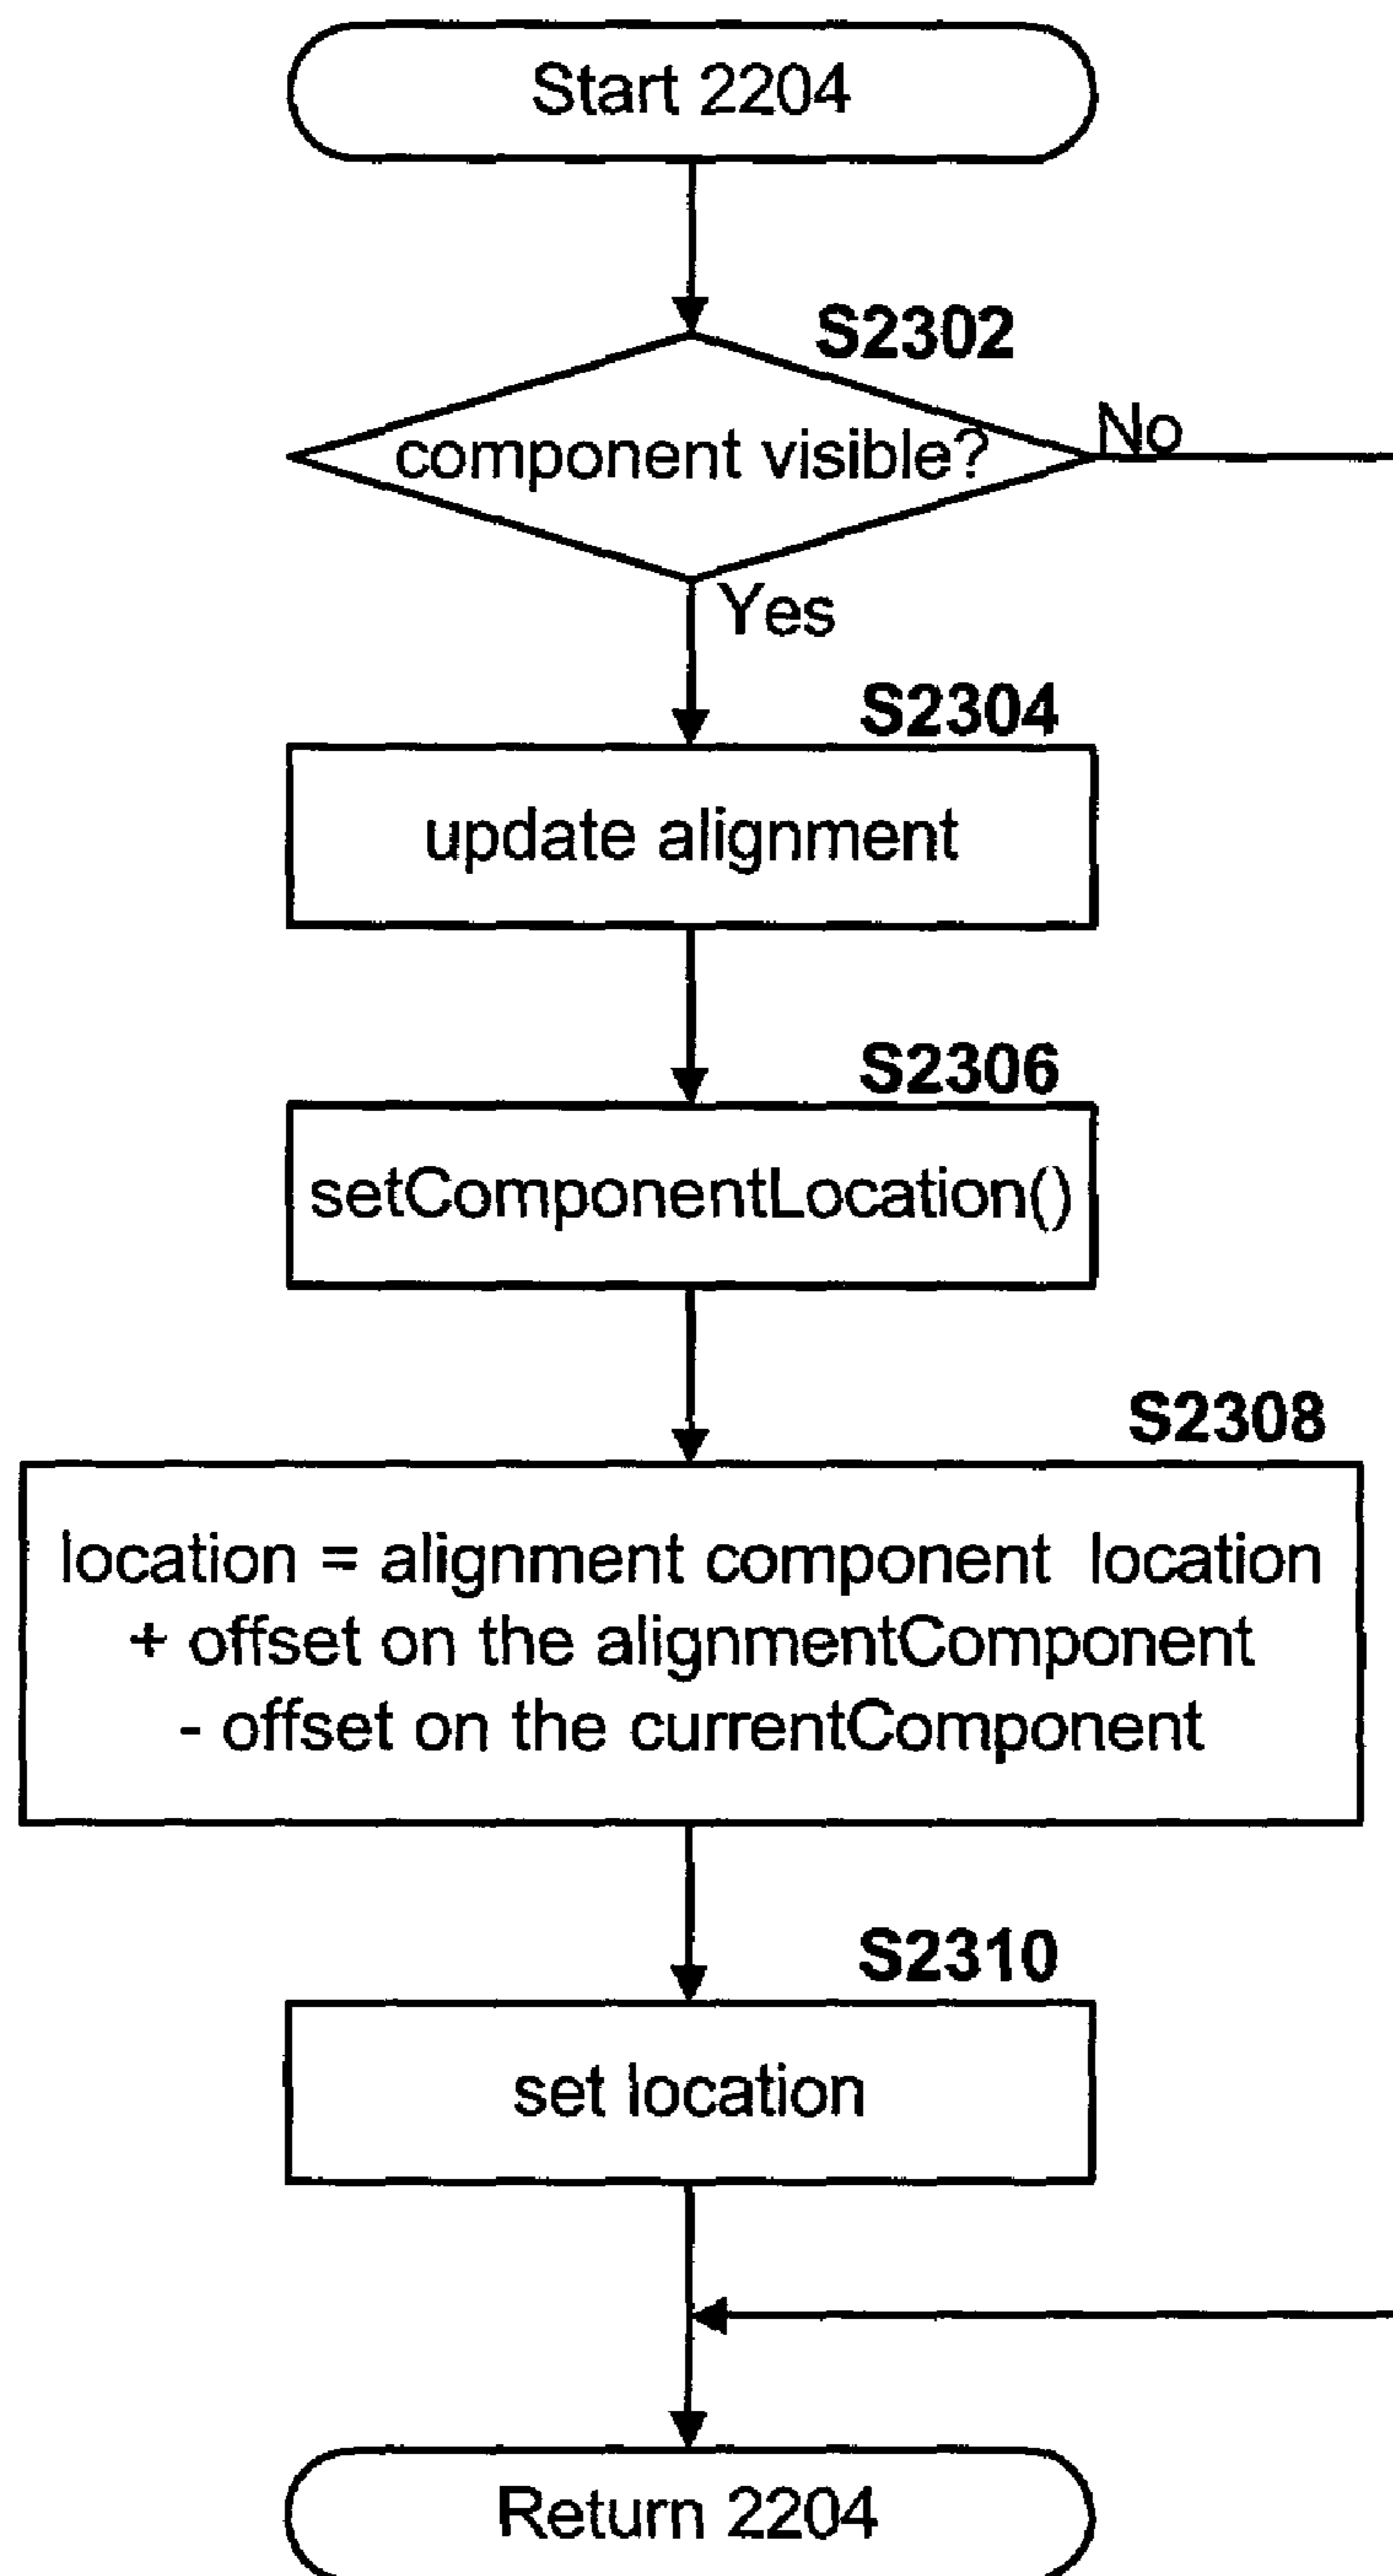 Start 2204
S2302
component visible?
No
Yes
S2304
update alignment
S2306
setComponentLocation()
S2308
location = alignment component location
+ offset on the alignmentComponent
- offset on the currentComponent
S2310
set location
Return 2204